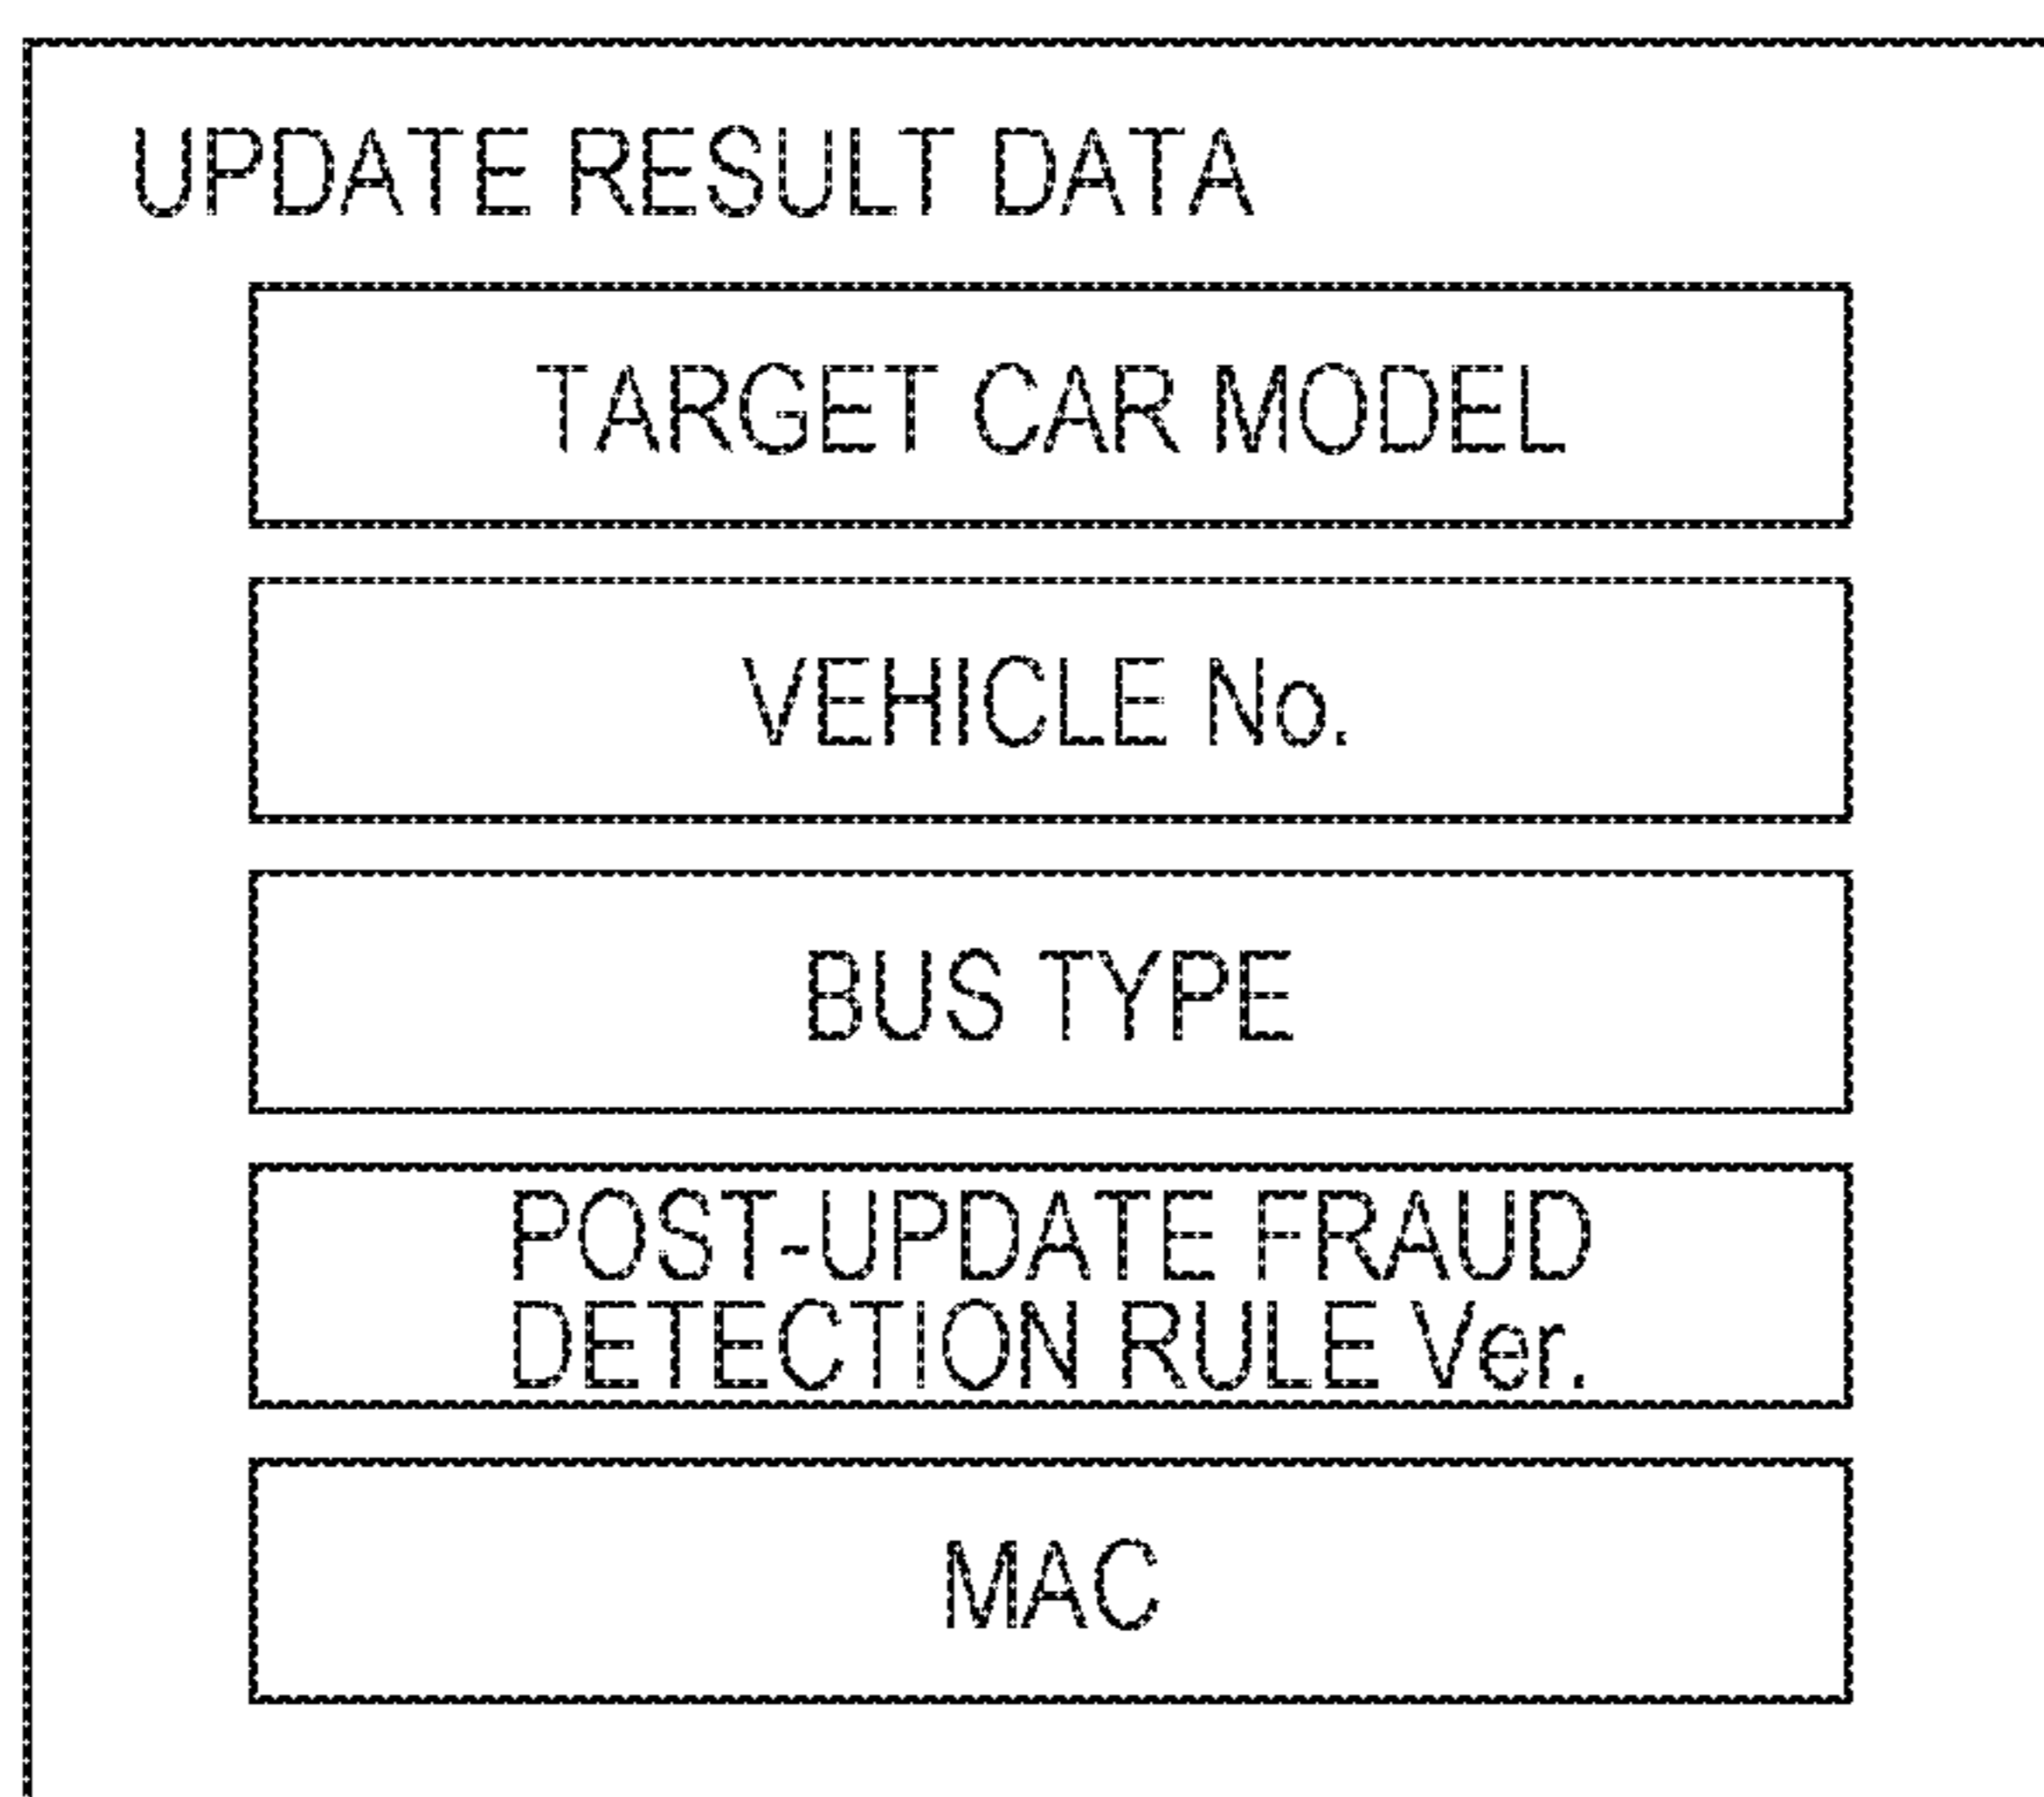 UPDATE RESULT DATA
TARGET CAR MODEL
VEHICLE No.
BUS TYPE
POST-UPDATE FRAUD
DETECTION RULE Ver.
MAC